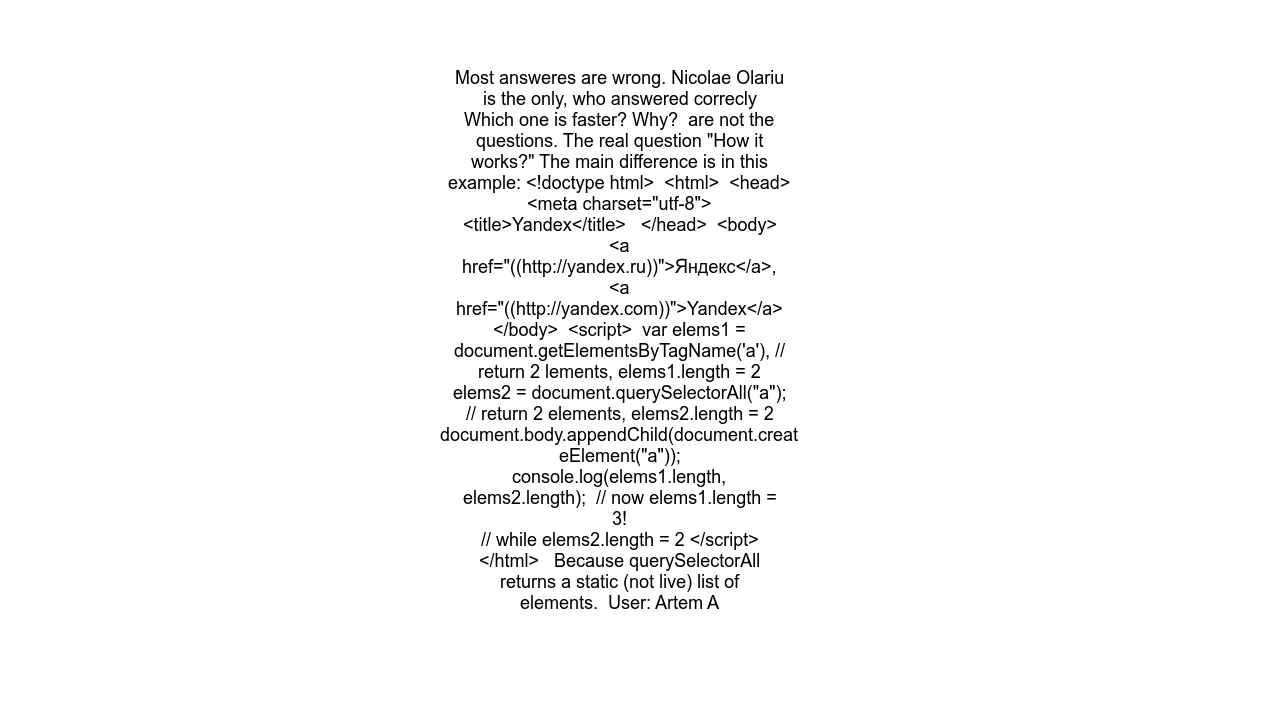 Most answeres are wrong. Nicolae Olariu
is the only, who answered correcly
Which one is faster? Why?  are not the
questions. The real question "How it
works?" The main difference is in this
example: <!doctype html>  <html>  <head>
<meta charset="utf-8">
<title>Yandex</title>   </head>  <body>
<a
href="((http://yandex.ru))">Яндекс</a>,
<a
href="((http://yandex.com))">Yandex</a>
</body>  <script>  var elems1 =
document.getElementsByTagName('a'), //
return 2 lements, elems1.length = 2
elems2 = document.querySelectorAll("a");
// return 2 elements, elems2.length = 2
document.body.appendChild(document.creat
eElement("a"));
console.log(elems1.length,
elems2.length);  // now elems1.length =
3!
// while elems2.length = 2 </script>
</html>   Because querySelectorAll
returns a static (not live) list of
elements.  User: Artem A